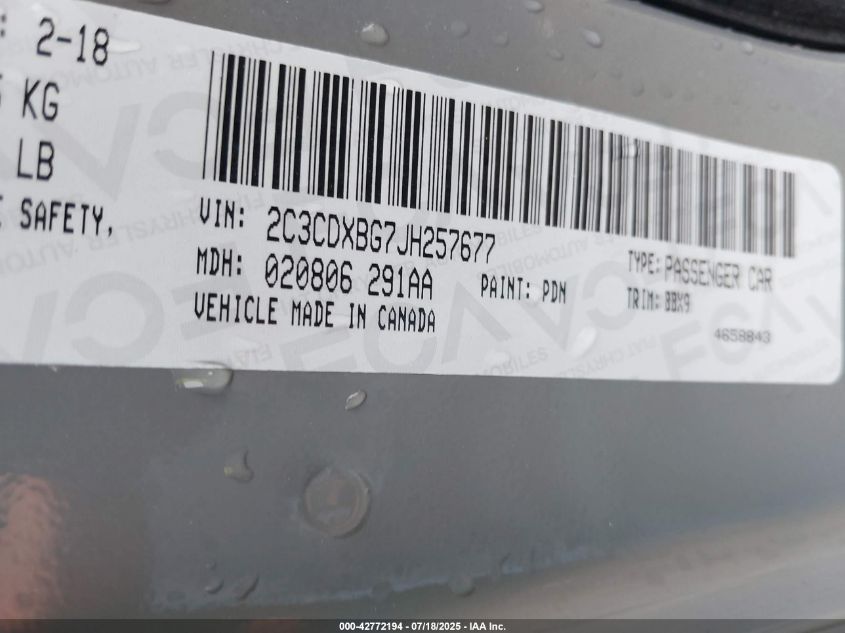 : 2-18
KG
LB
E SAFETY,
VIN: 2C3CDXBG7JH257677
MDH: 020806 291AA
PAINT: PDN
VEHICLE MADE IN CANADA
TYPE: PASSENGER CAR
TRIM: BBX9
4658843
000-42772194 - 07/18/2025 - IAA Inc.